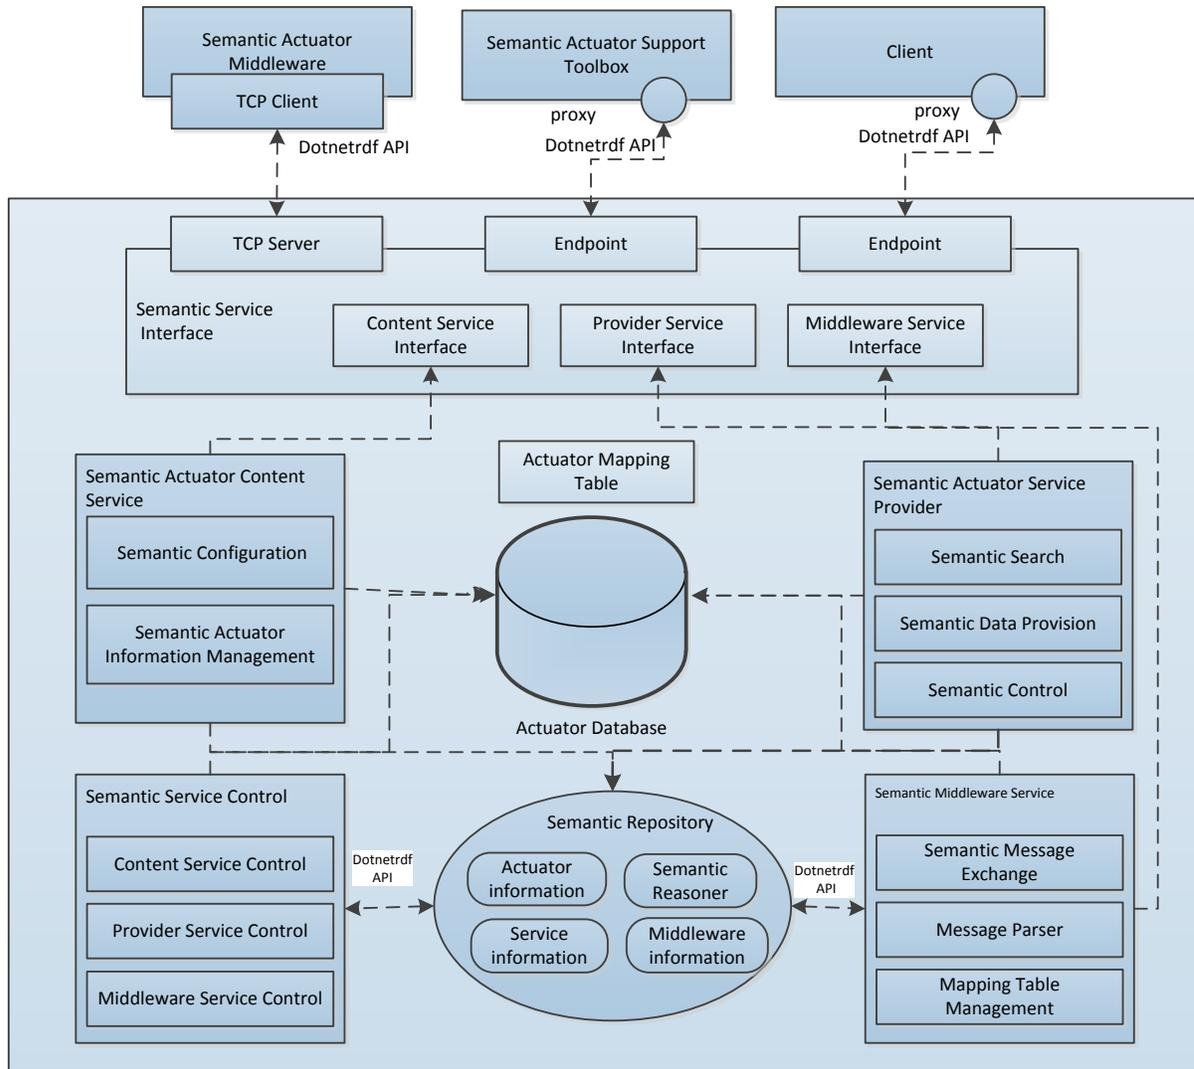 Semantic Actuator
Middleware
TCP Client
Semantic Actuator Support
Toolbox
Client
proxy
proxy
Dotnetrdf API
Dotnetrdf API
Dotnetrdf API
TCP Server
Endpoint
Endpoint
Semantic Service
Interface
Content Service
Interface
Provider Service
Interface
Middleware Service
Interface
Semantic Actuator Content
Service
Semantic Configuration
Semantic Actuator
Information Management
Actuator Mapping
Table
Actuator Database
Semantic Actuator Service
Provider
Semantic Search
Semantic Data Provision
Semantic Control
Semantic Service Control
Content Service Control
Provider Service Control
Middleware Service Control
Dotnetrdf
API
Semantic Repository
Actuator
information
Semantic
Reasoner
Service
information
Middleware
information
Dotnetrdf
API
Semantic Middleware Service
Semantic Message
Exchange
Message Parser
Mapping Table
Management